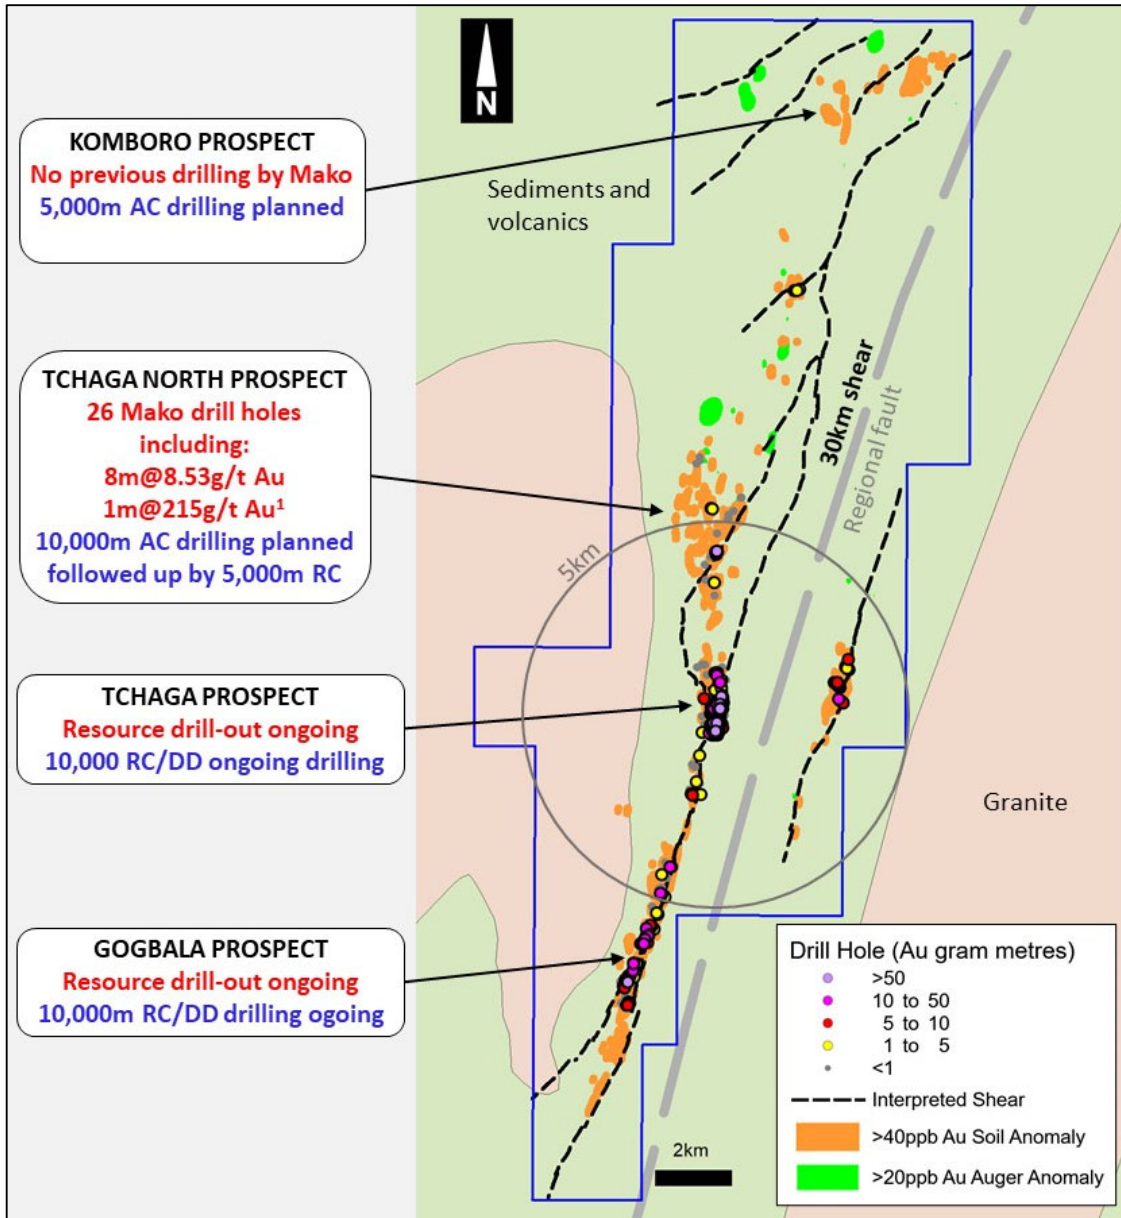 N
KOMBORO PROSPECT
No previous drilling by Mako
5,000m AC drilling planned
Sediments and
volcanics
TCHAGA NORTH PROSPECT
26 Mako drill holes
including:
8m@8.53g/t Au
1m@215g/t Au¹
10,000m AC drilling planned
followed up by 5,000m RC
30km shear
Regional fault
5km
TCHAGA PROSPECT
Resource drill-out ongoing
10,000 RC/DD ongoing drilling
Granite
GOGBALA PROSPECT
Resource drill-out ongoing
10,000m RC/DD drilling ogoing
2km
Drill Hole (Au gram metres)
>50
10 to 50
5 to 10
1 to 5
<1
Interpreted Shear
>40ppb Au Soil Anomaly
>20ppb Au Auger Anomaly